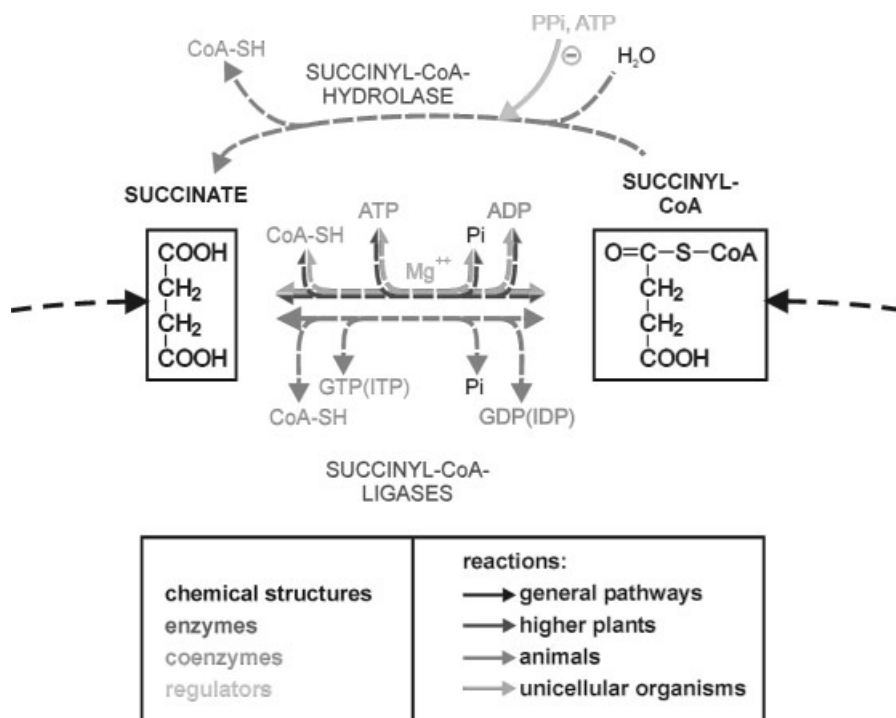 PPi, ATP
CoA-SH
⊖
H₂O
SUCCINYL-CoA-
HYDROLASE
SUCCINATE
SUCCINYL-
CoA
ATP
ADP
CoA-SH
Pi
Mg⁺⁺
COOH
CH₂
CH₂
COOH
O=C–S–CoA
CH₂
CH₂
COOH
GTP(ITP)
Pi
CoA-SH
GDP(IDP)
SUCCINYL-CoA-
LIGASES
chemical structures
enzymes
coenzymes
regulators
reactions:
general pathways
higher plants
animals
unicellular organisms